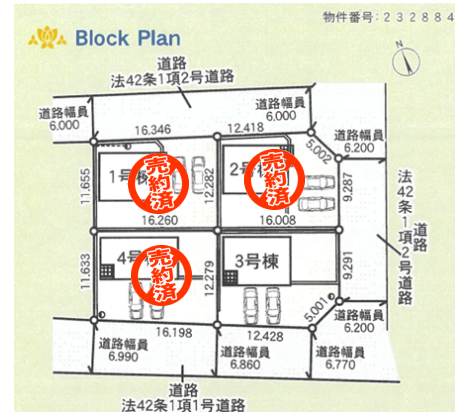 物件番号:232884
Block Plan
N
道路
法42条1項2号道路
道路幅員
6.000
道路幅員
6.000
16.346
12.418
5.002
道路幅員
6.200
11.655
1号棟
売約済
12.282
2号棟
売約済
9.287
16.260
16.008
法42条1項2号道路
道路
11.633
4号棟
売約済
12.279
3号棟
9.291
5.001
道路幅員
6.200
16.198
12.428
道路幅員
6.990
道路幅員
6.860
道路幅員
6.770
道路
法42条1項1号道路